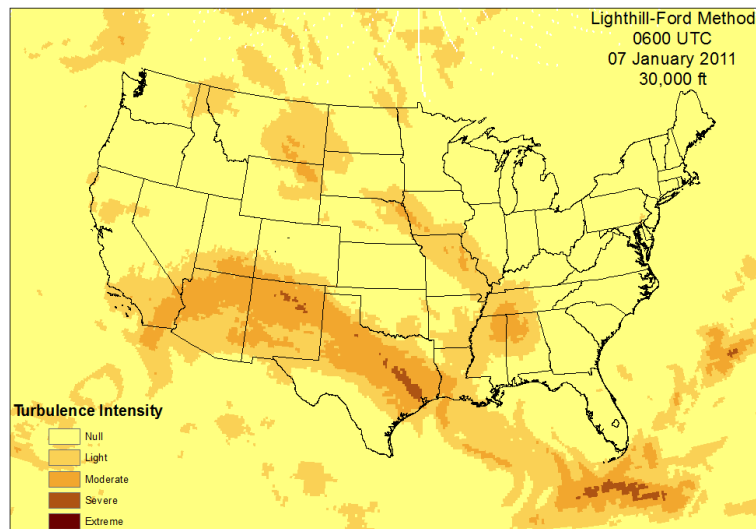 Lighthill-Ford Method
0600 UTC
07 January 2011
30,000 ft
Turbulence Intensity
Null
Light
Moderate
Severe
Extreme